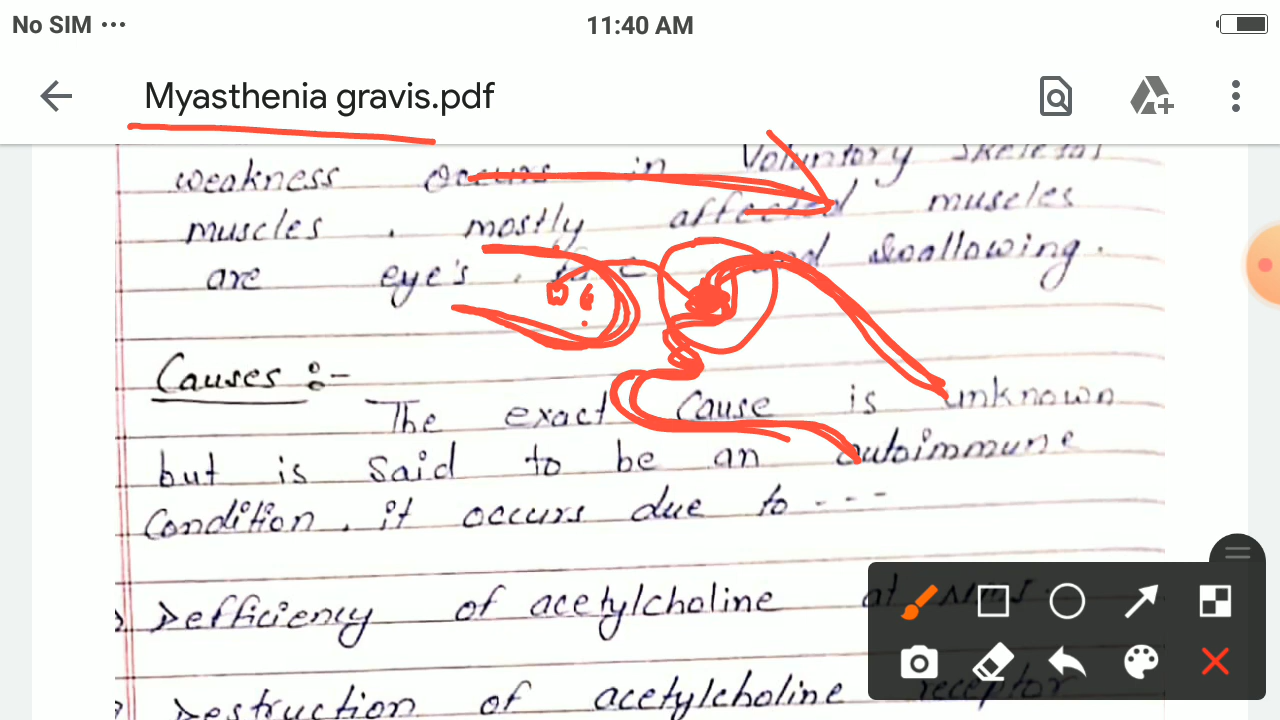 No SIM ...
11:40 AM
Myasthenia gravis.pdf
weakness occurs in Voluntory skeletal
muscles . mostly affected muscles
are eye's . and swallowing .
Causes :-
The exact cause is unknown
but is said to be an autoimmune
Condition . it occurs due to - - -
Defficiency of acetylcholine at
Destruction of acetylcholine receptor